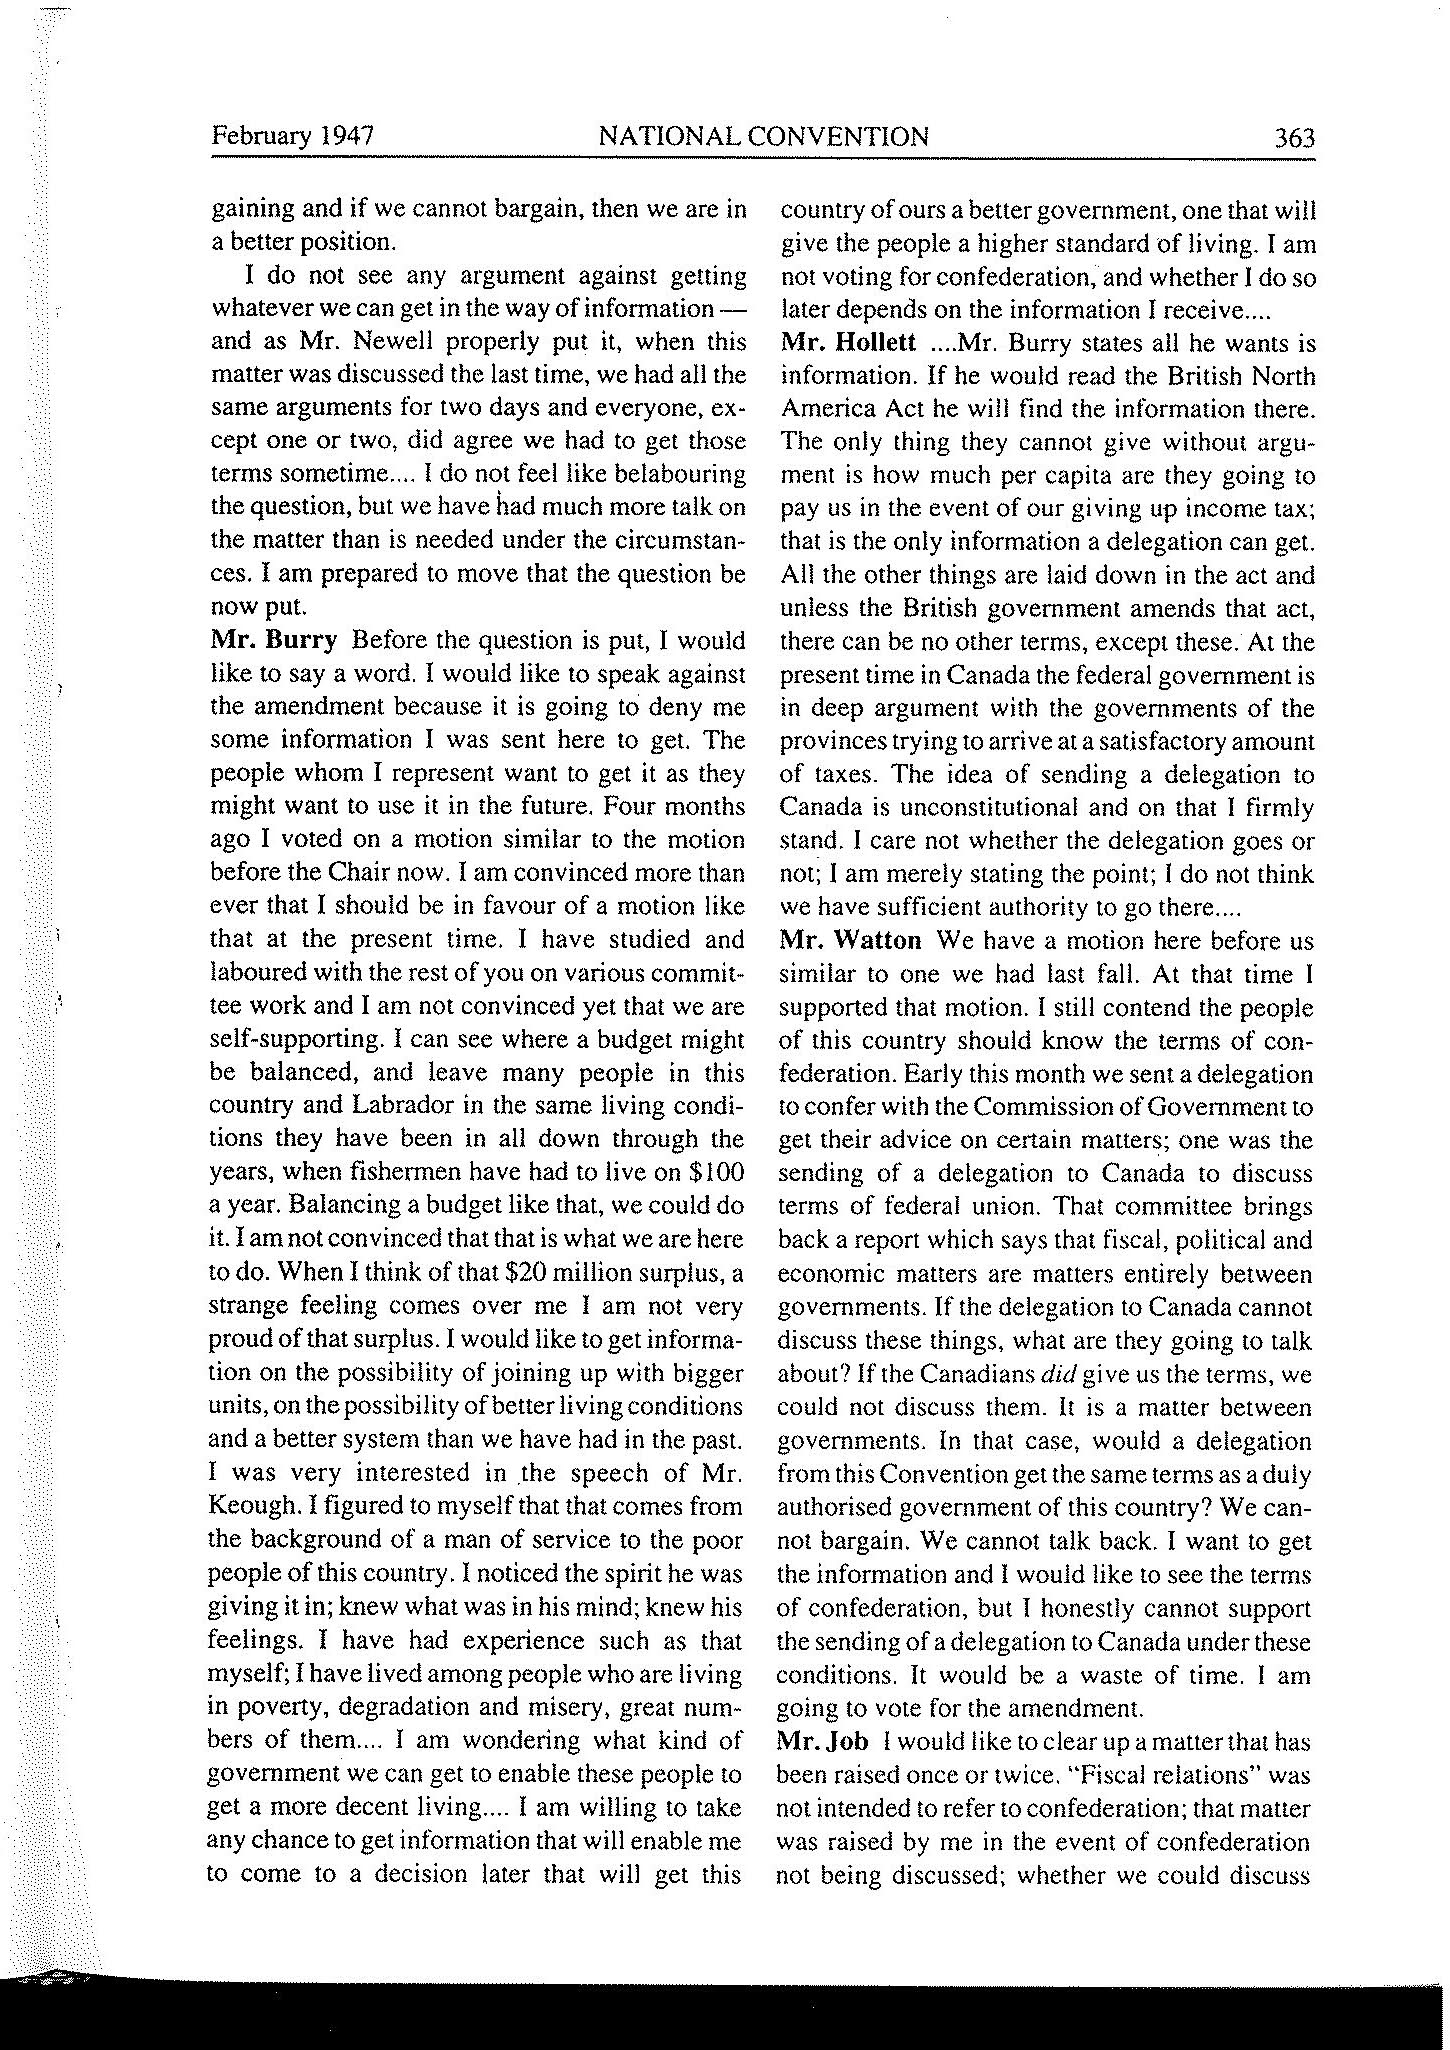 February 1947 NATIONAL CONVENTION 363
gaining and if we cannot bargain, then we are in
a better position.
I do not see any argument against getting
whatever we can get in the way of information —
and as Mr. Newell properly put it, when this
matter was discussed the last time, we had all the
same arguments for two days and everyone, ex-
cept one or two, did agree we had to get those
terms sometime.... I do not feel like belabouring
the question, but we have had much more talk on
the matter than is needed under the circumstan-
ces. I am prepared to move that the question be
now put.
Mr. Burry Before the question is put, I would
like to say a word. I would like to speak against
the amendment because it is going to deny me
some information I was sent here to get. The
people whom I represent want to get it as they
might want to use it in the future. Four months
ago I voted on a motion similar to the motion
before the Chair now. I am convinced more than
ever that I should be in favour of a motion like
that at the present time. I have studied and
laboured with the rest of you on various commit-
tee work and I am not convinced yet that we are
self-supporting. I can see where a budget might
be balanced, and leave many people in this
country and Labrador in the same living condi-
tions they have been in all down through the
years, when fishermen have had to live on $100
a year. Balancing a budget like that, we could do
it. I am not convinced that that is what we are here
to do. When I think of that $20 million surplus, a
strange feeling comes over me I am not very
proud of that surplus. I would like to get informa-
tion on the possibility of joining up with bigger
units, on the possibility of better living conditions
and a better system than we have had in the past.
I was very interested in the speech of Mr.
Keough. I figured to myself that that comes from
the background of a man of service to the poor
people of this country. I noticed the spirit he was
giving it in; knew what was in his mind; knew his
feelings. I have had experience such as that
myself; I have lived among people who are living
in poverty, degradation and misery, great num-
bers of them.... I am wondering what kind of
government we can get to enable these people to
get a more decent living.... I am willing to take
any chance to get information that will enable me
to come to a decision later that will get this
country of ours a better government, one that will
give the people a higher standard of living. I am
not voting for confederation, and whether I do so
later depends on the information I receive....
Mr. Hollett ....Mr. Burry states all he wants is
information. If he would read the British North
America Act he will find the information there.
The only thing they cannot give without argu-
ment is how much per capita are they going to
pay us in the event of our giving up income tax;
that is the only information a delegation can get.
All the other things are laid down in the act and
unless the British government amends that act,
there can be no other terms, except these. At the
present time in Canada the federal government is
in deep argument with the governments of the
provinces trying to arrive at a satisfactory amount
of taxes. The idea of sending a delegation to
Canada is unconstitutional and on that I firmly
stand. I care not whether the delegation goes or
not; I am merely stating the point; I do not think
we have sufficient authority to go there....
Mr. Watton We have a motion here before us
similar to one we had last fall. At that time I
supported that motion. I still contend the people
of this country should know the terms of con-
federation. Early this month we sent a delegation
to confer with the Commission of Government to
get their advice on certain matters; one was the
sending of a delegation to Canada to discuss
terms of federal union. That committee brings
back a report which says that fiscal, political and
economic matters are matters entirely between
governments. If the delegation to Canada cannot
discuss these things, what are they going to talk
about? If the Canadians did give us the terms, we
could not discuss them. It is a matter between
governments. In that case, would a delegation
from this Convention get the same terms as a duly
authorised government of this country? We can-
not bargain. We cannot talk back. I want to get
the information and I would like to see the terms
of confederation, but I honestly cannot support
the sending of a delegation to Canada under these
conditions. It would be a waste of time. I am
going to vote for the amendment.
Mr. Job I would like to clear up a matter that has
been raised once or twice. "Fiscal relations" was
not intended to refer to confederation; that matter
was raised by me in the event of confederation
not being discussed; whether we could discuss